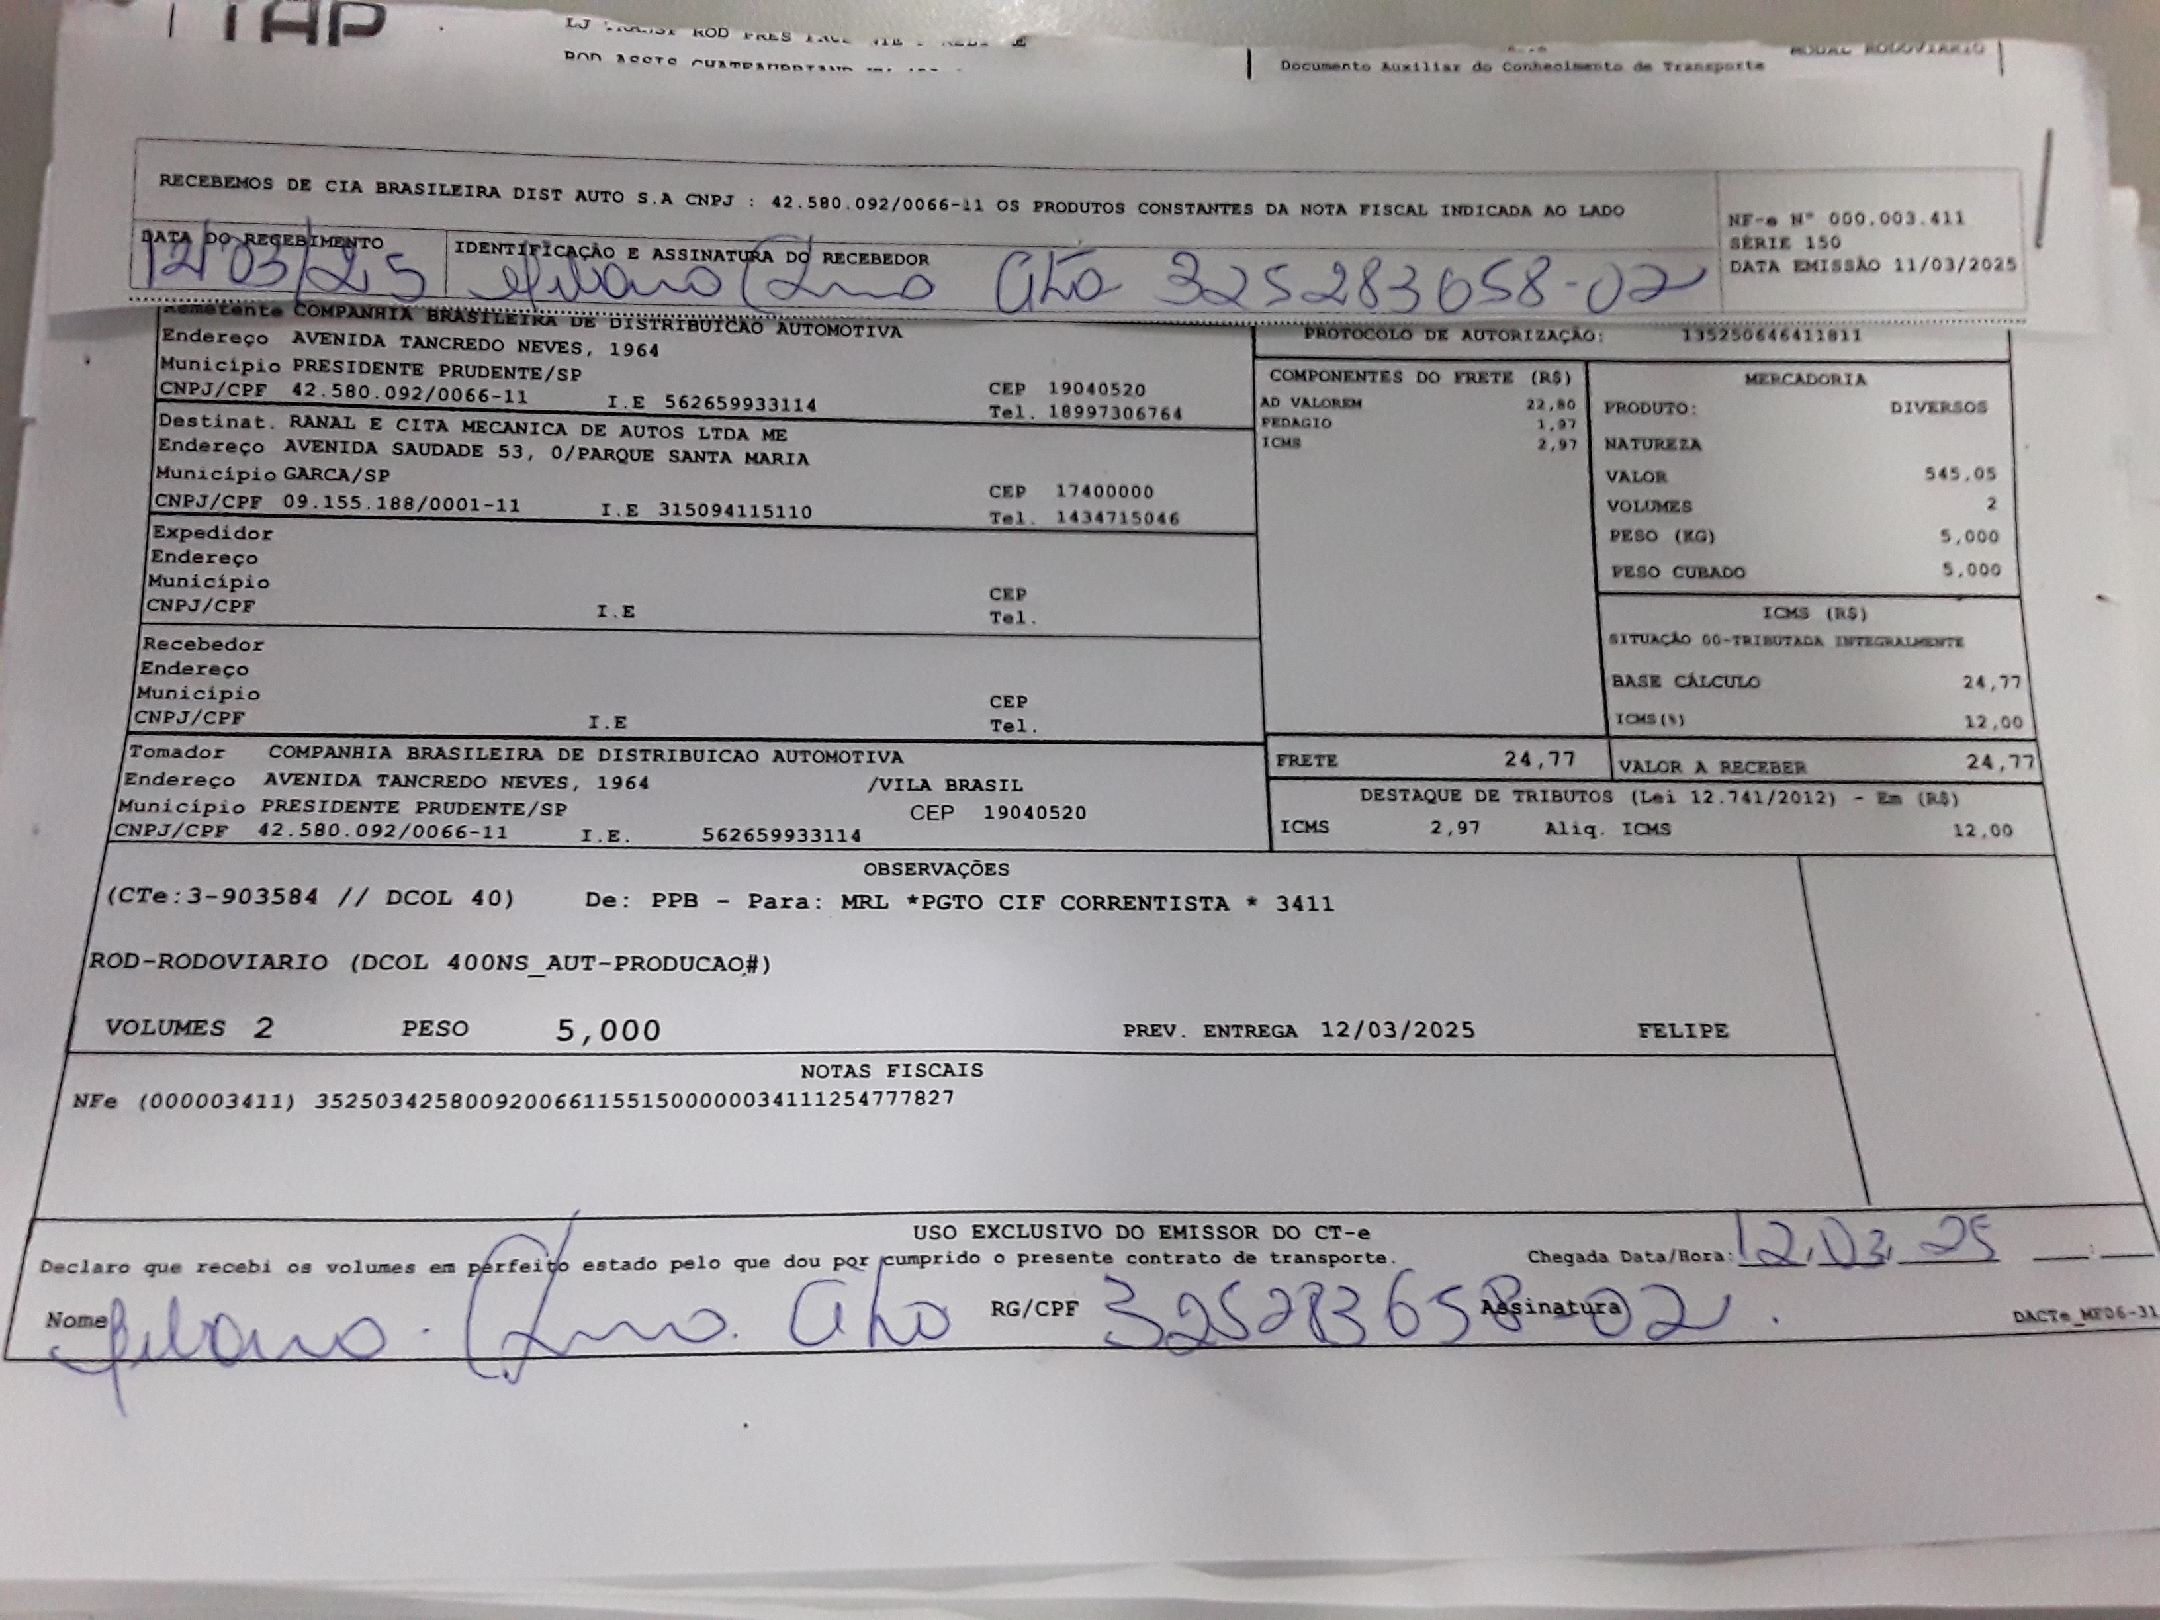 TAP
Documento Auxiliar do Conhecimento de Transporte
MODAL RODOVIARIO
RECEBEMOS DE CIA BRASILEIRA DIST AUTO S.A CNPJ : 42.580.092/0066-11 OS PRODUTOS CONSTANTES DA NOTA FISCAL INDICADA AO LADO
NF-e Nº 000.003.411
SÉRIE 150
DATA EMISSÃO 11/03/2025
DATA DO RECEBIMENTO
12/03/25
IDENTIFICAÇÃO E ASSINATURA DO RECEBEDOR
325283658-02
Remetente COMPANHIA BRASILEIRA DE DISTRIBUICAO AUTOMOTIVA
Endereço AVENIDA TANCREDO NEVES, 1964
Município PRESIDENTE PRUDENTE/SP CEP 19040520
CNPJ/CPF 42.580.092/0066-11 I.E 562659933114 Tel. 18997306764
Destinat. RANAL E CITA MECANICA DE AUTOS LTDA ME
Endereço AVENIDA SAUDADE 53, 0/PARQUE SANTA MARIA
Município GARCA/SP CEP 17400000
CNPJ/CPF 09.155.188/0001-11 I.E 315094115110 Tel. 1434715046
Expedidor
Endereço
Município CEP
CNPJ/CPF I.E Tel.
Recebedor
Endereço
Município CEP
CNPJ/CPF I.E Tel.
Tomador COMPANHIA BRASILEIRA DE DISTRIBUICAO AUTOMOTIVA
Endereço AVENIDA TANCREDO NEVES, 1964 /VILA BRASIL
Município PRESIDENTE PRUDENTE/SP CEP 19040520
CNPJ/CPF 42.580.092/0066-11 I.E. 562659933114
PROTOCOLO DE AUTORIZAÇÃO: 135250646411811
COMPONENTES DO FRETE (R$)
AD VALOREM 22,80
PEDAGIO 1,97
ICMS 2,97
MERCADORIA
PRODUTO: DIVERSOS
NATUREZA
VALOR 545,05
VOLUMES 2
PESO (KG) 5,000
PESO CUBADO 5,000
ICMS (R$)
SITUAÇÃO 00-TRIBUTADA INTEGRALMENTE
BASE CÁLCULO 24,77
ICMS(%) 12,00
FRETE 24,77 VALOR A RECEBER 24,77
DESTAQUE DE TRIBUTOS (Lei 12.741/2012) - Em (R$)
ICMS 2,97 Aliq. ICMS 12,00
OBSERVAÇÕES
(CTe:3-903584 // DCOL 40) De: PPB - Para: MRL *PGTO CIF CORRENTISTA * 3411
ROD-RODOVIARIO (DCOL 400NS_AUT-PRODUCAO#)
VOLUMES 2 PESO 5,000 PREV. ENTREGA 12/03/2025 FELIPE
NOTAS FISCAIS
NFe (000003411) 35250342580092006611551500000034111254777827
USO EXCLUSIVO DO EMISSOR DO CT-e
Declaro que recebi os volumes em perfeito estado pelo que dou por cumprido o presente contrato de transporte. Chegada Data/Hora: 12,03,25 __:__
Nome RG/CPF 325283658-02 Assinatura
DACTe_MF06-31